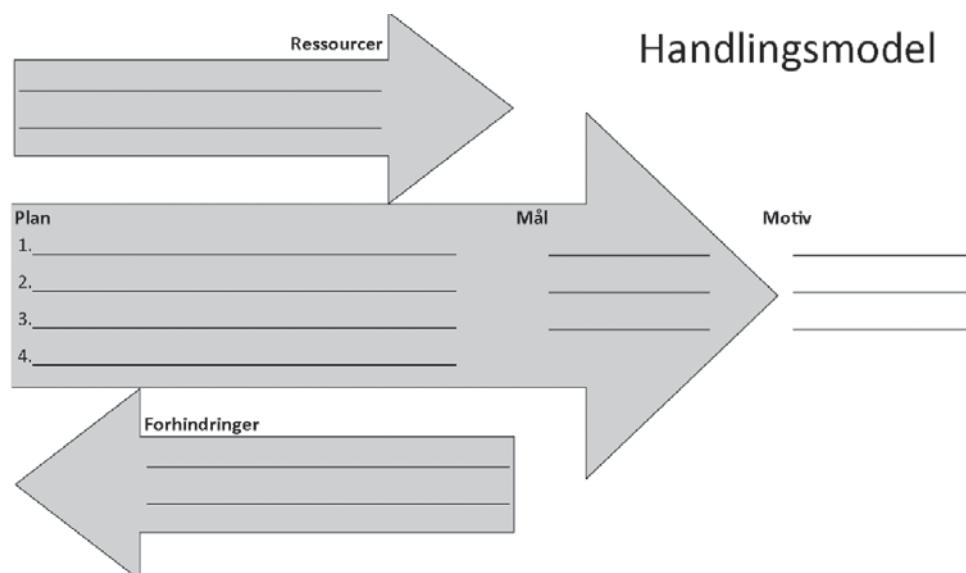 Handlingsmodel
Ressourcer
Plan
Mål
Motiv
1.
2.
3.
4.
Forhindringer